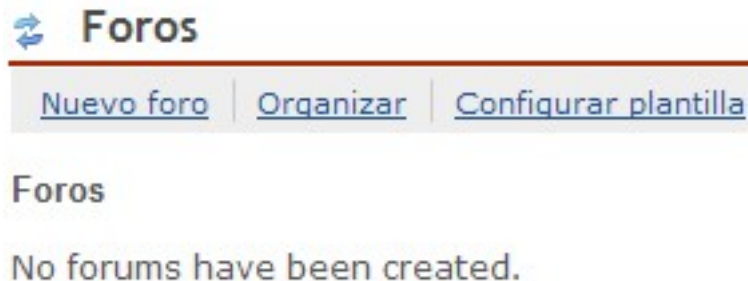 Foros
Nuevo foro | Organizar | Configurar plantilla
Foros
No forums have been created.